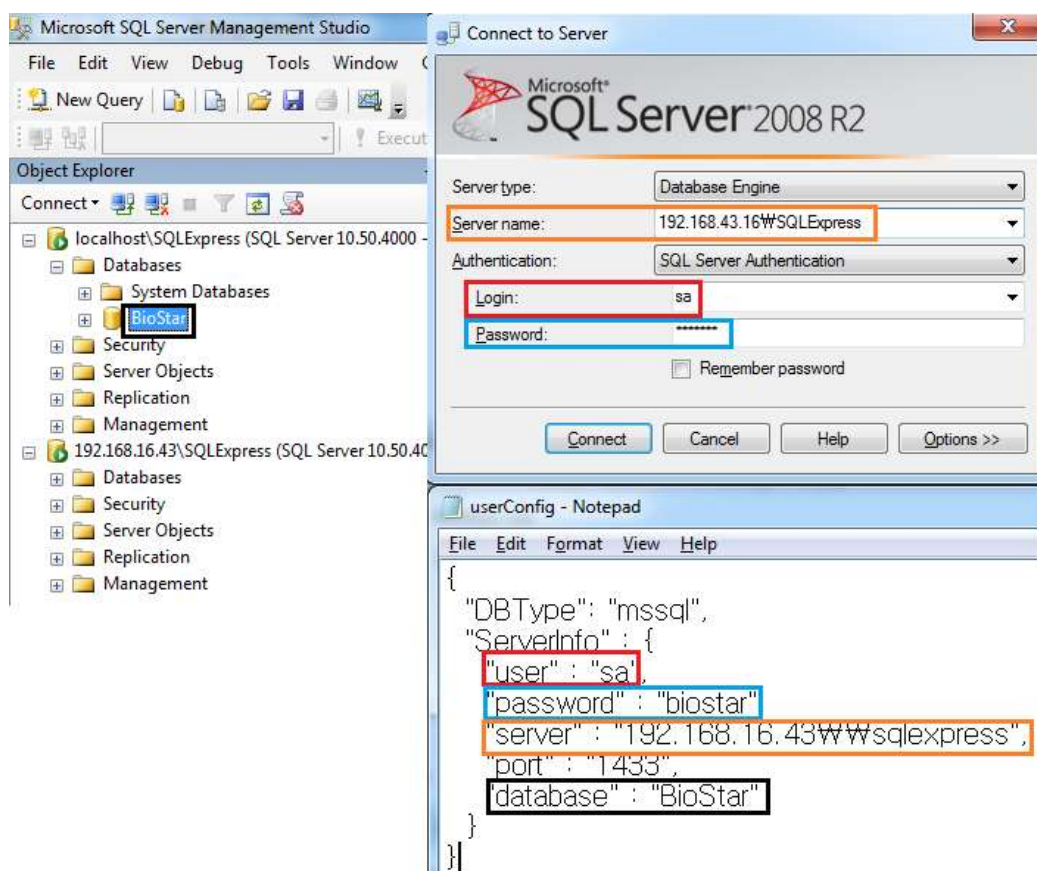 Microsoft SQL Server Management Studio
File Edit View Debug Tools Window
New Query
Execut
Object Explorer
Connect
localhost\SQLExpress (SQL Server 10.50.4000 -
Databases
System Databases
BioStar
Security
Server Objects
Replication
Management
192.168.16.43\SQLExpress (SQL Server 10.50.40
Databases
Security
Server Objects
Replication
Management
Connect to Server
Microsoft®
SQL Server® 2008 R2
Server type: Database Engine
Server name: 192.168.43.16₩SQLExpress
Authentication: SQL Server Authentication
Login: sa
Password: *******
Remember password
Connect Cancel Help Options >>
userConfig - Notepad
File Edit Format View Help
{
"DBType": "mssql",
"ServerInfo" : {
"user" : "sa",
"password" : "biostar"
"server" : "192.168.16.43₩₩sqlexpress",
"port" : "1433",
"database" : "BioStar"
}
}